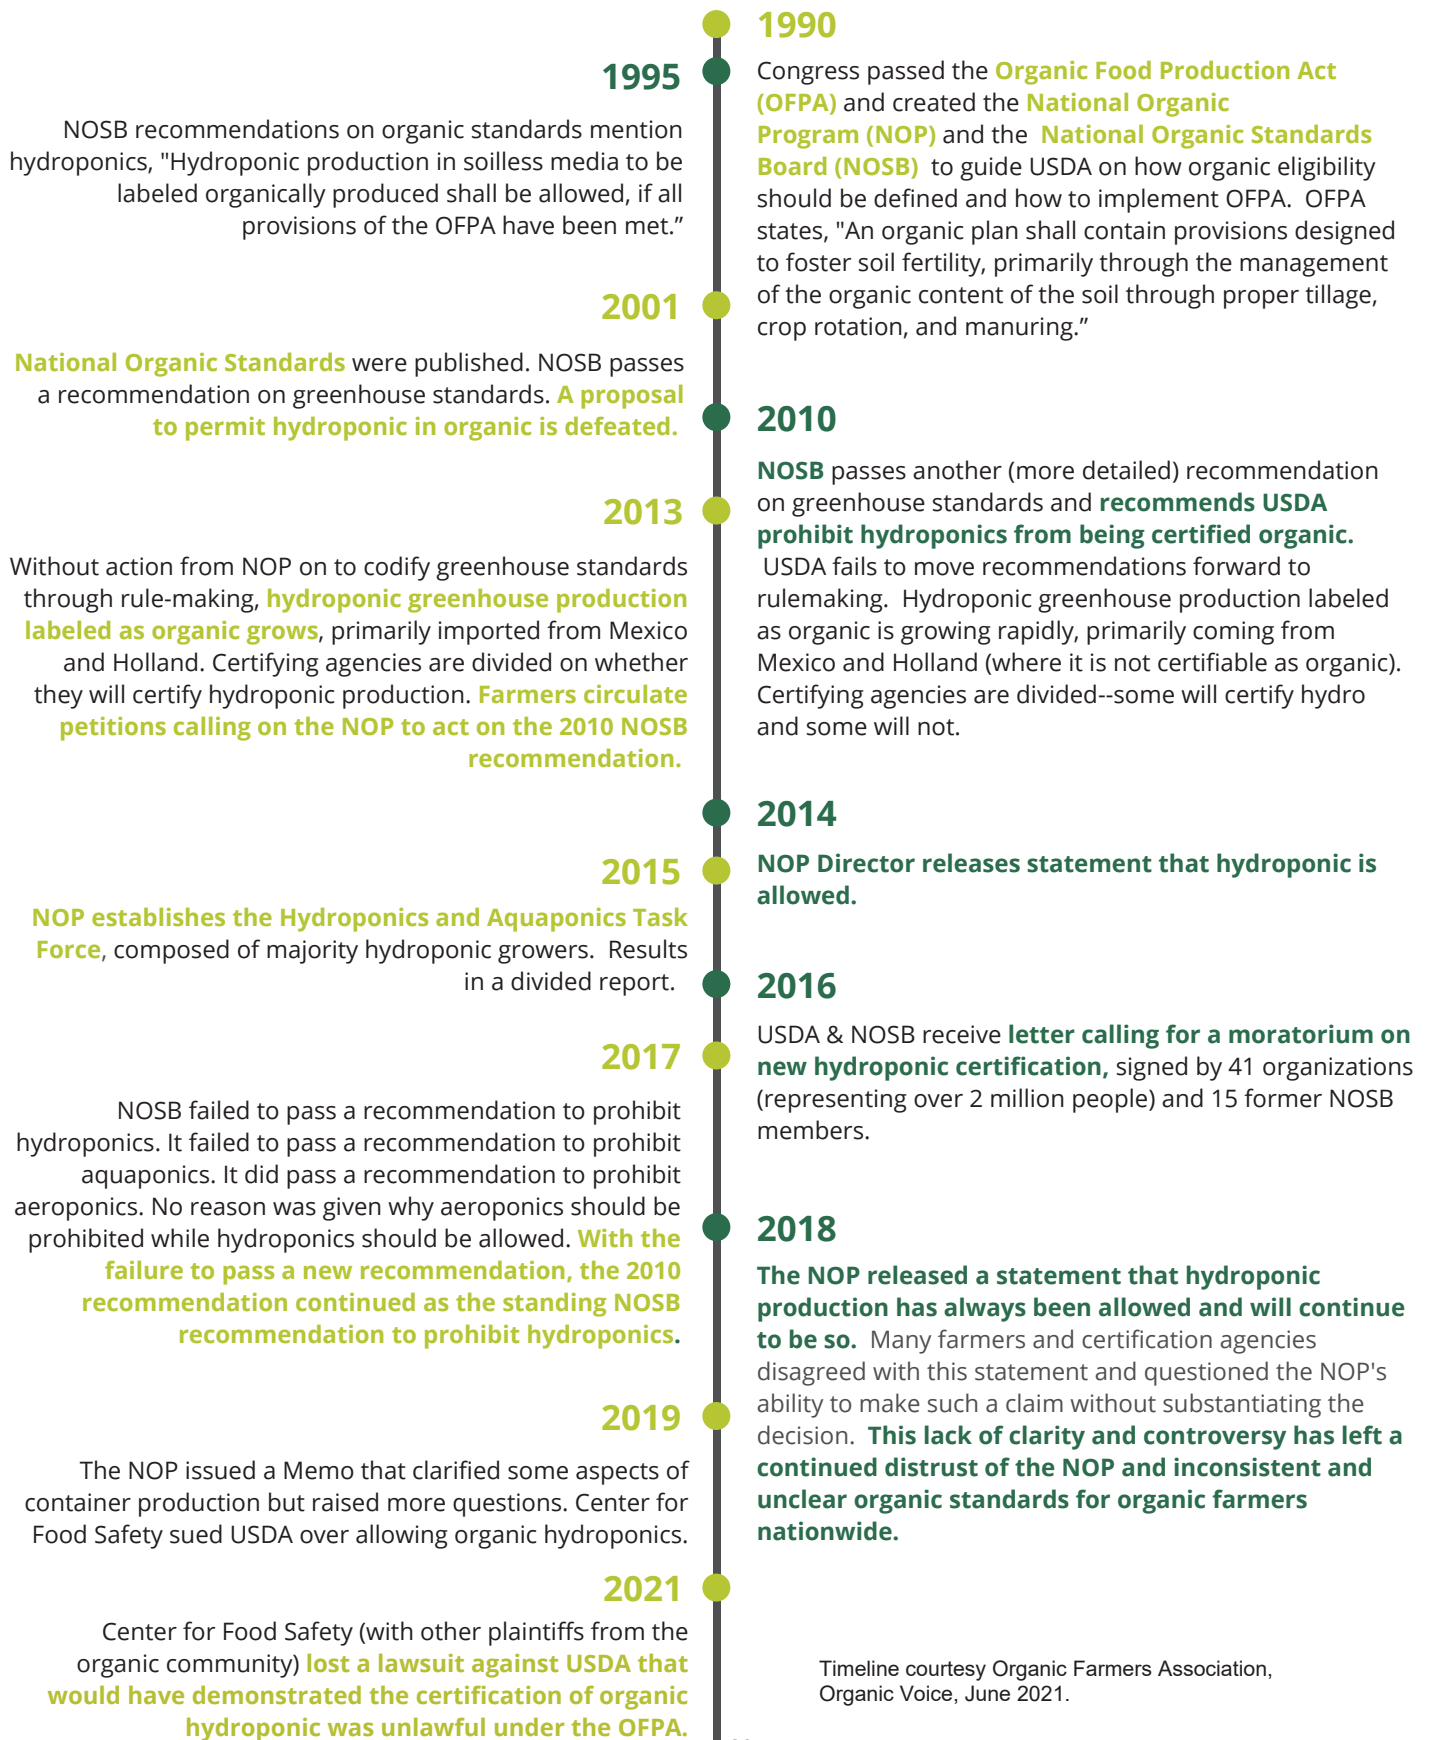 1990
Congress passed the Organic Food Production Act
(OFPA) and created the National Organic
Program (NOP) and the National Organic Standards
Board (NOSB) to guide USDA on how organic eligibility
should be defined and how to implement OFPA. OFPA
states, "An organic plan shall contain provisions designed
to foster soil fertility, primarily through the management
of the organic content of the soil through proper tillage,
crop rotation, and manuring.”
1995
NOSB recommendations on organic standards mention
hydroponics, "Hydroponic production in soilless media to be
labeled organically produced shall be allowed, if all
provisions of the OFPA have been met.”
2001
National Organic Standards were published. NOSB passes
a recommendation on greenhouse standards. A proposal
to permit hydroponic in organic is defeated.
2010
NOSB passes another (more detailed) recommendation
on greenhouse standards and recommends USDA
prohibit hydroponics from being certified organic.
USDA fails to move recommendations forward to
rulemaking. Hydroponic greenhouse production labeled
as organic is growing rapidly, primarily coming from
Mexico and Holland (where it is not certifiable as organic).
Certifying agencies are divided--some will certify hydro
and some will not.
2013
Without action from NOP on to codify greenhouse standards
through rule-making, hydroponic greenhouse production
labeled as organic grows, primarily imported from Mexico
and Holland. Certifying agencies are divided on whether
they will certify hydroponic production. Farmers circulate
petitions calling on the NOP to act on the 2010 NOSB
recommendation.
2014
NOP Director releases statement that hydroponic is
allowed.
2015
NOP establishes the Hydroponics and Aquaponics Task
Force, composed of majority hydroponic growers. Results
in a divided report.
2016
USDA & NOSB receive letter calling for a moratorium on
new hydroponic certification, signed by 41 organizations
(representing over 2 million people) and 15 former NOSB
members.
2017
NOSB failed to pass a recommendation to prohibit
hydroponics. It failed to pass a recommendation to prohibit
aquaponics. It did pass a recommendation to prohibit
aeroponics. No reason was given why aeroponics should be
prohibited while hydroponics should be allowed. With the
failure to pass a new recommendation, the 2010
recommendation continued as the standing NOSB
recommendation to prohibit hydroponics.
2018
The NOP released a statement that hydroponic
production has always been allowed and will continue
to be so. Many farmers and certification agencies
disagreed with this statement and questioned the NOP's
ability to make such a claim without substantiating the
decision. This lack of clarity and controversy has left a
continued distrust of the NOP and inconsistent and
unclear organic standards for organic farmers
nationwide.
2019
The NOP issued a Memo that clarified some aspects of
container production but raised more questions. Center for
Food Safety sued USDA over allowing organic hydroponics.
2021
Center for Food Safety (with other plaintiffs from the
organic community) lost a lawsuit against USDA that
would have demonstrated the certification of organic
hydroponic was unlawful under the OFPA.
Timeline courtesy Organic Farmers Association,
Organic Voice, June 2021.